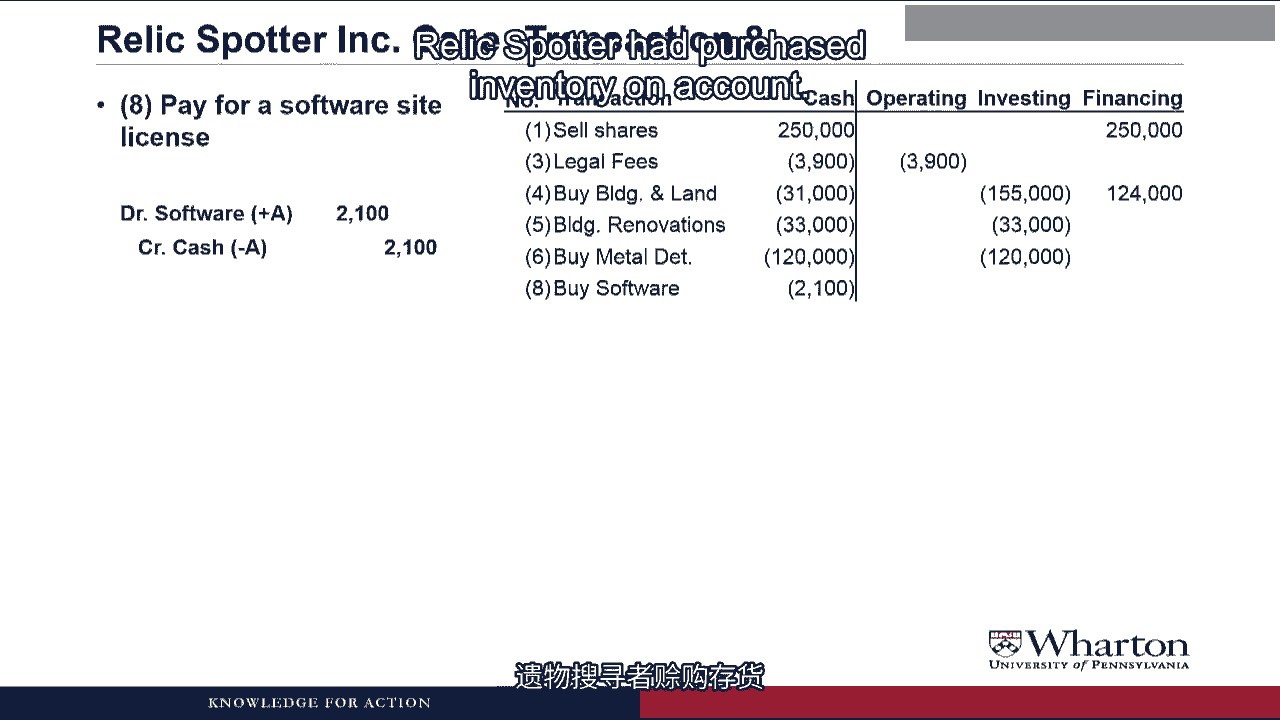 Relic Spotter Inc. Case: Transaction 8
Relic Spotter had purchased
inventory on account.
• (8) Pay for a software site
license
Dr. Software (+A) 2,100
Cr. Cash (-A) 2,100
No. Transaction Cash Operating Investing Financing
(1) Sell shares 250,000 250,000
(3) Legal Fees (3,900) (3,900)
(4) Buy Bldg. & Land (31,000) (155,000) 124,000
(5) Bldg. Renovations (33,000) (33,000)
(6) Buy Metal Det. (120,000) (120,000)
(8) Buy Software (2,100)
Wharton
UNIVERSITY of PENNSYLVANIA
遗物搜寻者赊购存货
KNOWLEDGE FOR ACTION